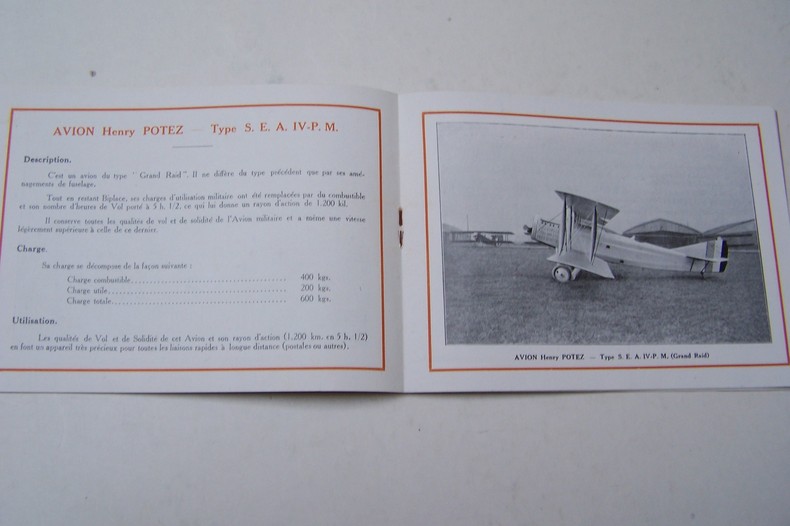 AVION Henry POTEZ — Type S. E. A. IV-P. M.
Description.
C'est un avion du type " Grand Raid ". Il ne diffère du type précédent que par ses amé-
nagements de fuselage.
Tout en restant Biplace, ses charges d'utilisation militaire ont été remplacées par du combustible
et son nombre d'heures de Vol porté à 5 h. 1/2, ce qui lui donne un rayon d'action de 1.200 kil.
Il conserve toutes les qualités de vol et de solidité de l'Avion militaire et a même une vitesse
légèrement supérieure à celle de ce dernier.
Charge.
Sa charge se décompose de la façon suivante :
Charge combustible............................................ 400 kgs.
Charge utile............................................ 200 kgs.
Charge totale............................................ 600 kgs.
Utilisation.
Les qualités de Vol et de Solidité de cet Avion et son rayon d'action (1.200 km. en 5 h. 1/2)
en font un appareil très précieux pour toutes les liaisons rapides à longue distance (postales ou autres).
AVION Henry POTEZ — Type S. E. A. IV-P. M. (Grand Raid)